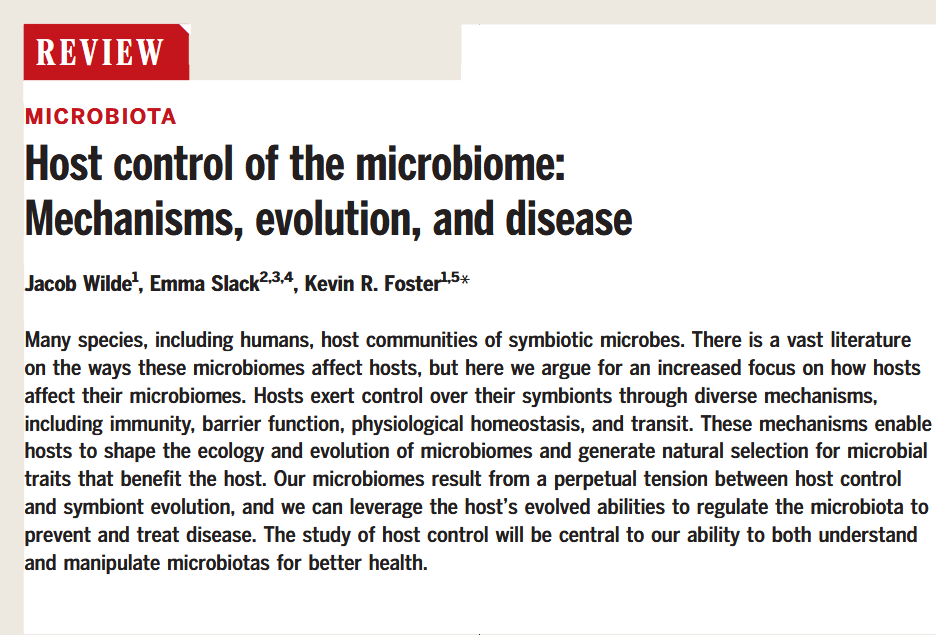 REVIEW
MICROBIOTA
Host control of the microbiome:
Mechanisms, evolution, and disease
Jacob Wilde1, Emma Slack2,3,4, Kevin R. Foster1,5*
Many species, including humans, host communities of symbiotic microbes. There is a vast literature
on the ways these microbiomes affect hosts, but here we argue for an increased focus on how hosts
affect their microbiomes. Hosts exert control over their symbionts through diverse mechanisms,
including immunity, barrier function, physiological homeostasis, and transit. These mechanisms enable
hosts to shape the ecology and evolution of microbiomes and generate natural selection for microbial
traits that benefit the host. Our microbiomes result from a perpetual tension between host control
and symbiont evolution, and we can leverage the host’s evolved abilities to regulate the microbiota to
prevent and treat disease. The study of host control will be central to our ability to both understand
and manipulate microbiotas for better health.